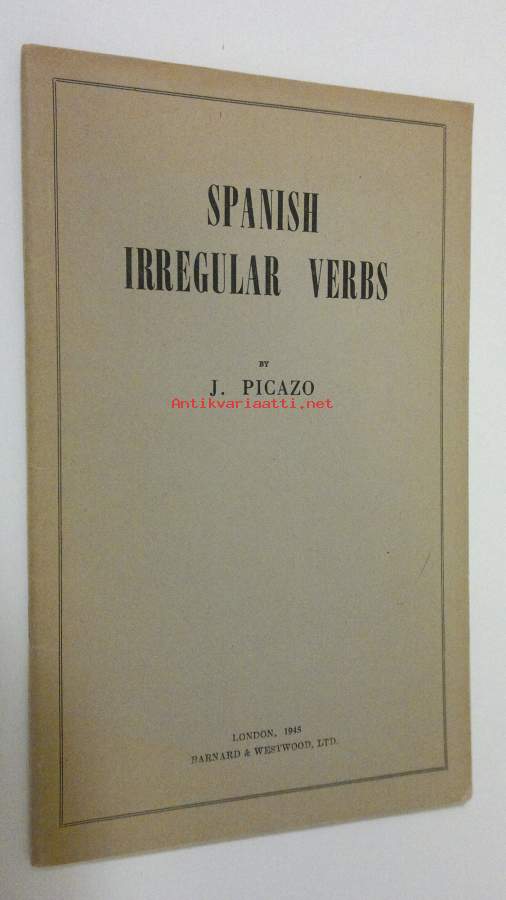 SPANISH
IRREGULAR VERBS
BY
J. PICAZO
Antikvariaatti.net
LONDON, 1948
BARNARD & WESTWOOD, LTD.